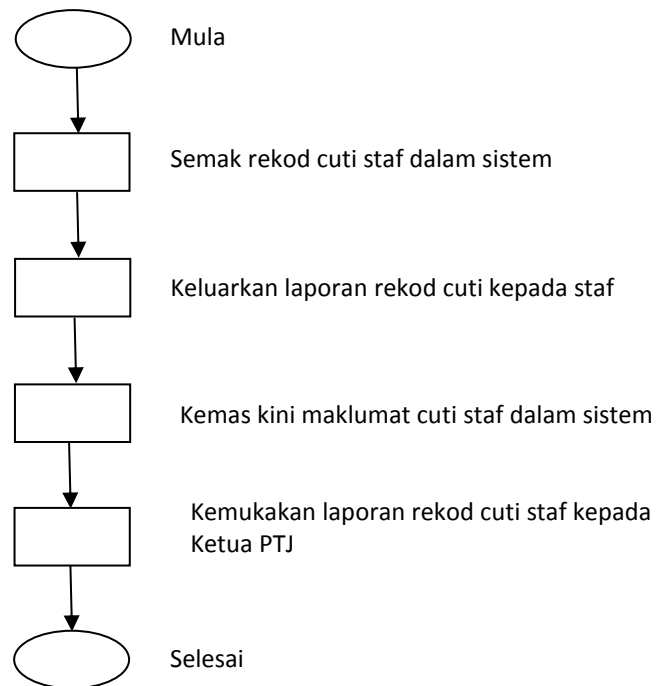 Mula
Semak rekod cuti staf dalam sistem
Keluarkan laporan rekod cuti kepada staf
Kemas kini maklumat cuti staf dalam sistem
Kemukakan laporan rekod cuti staf kepada
Ketua PTJ
Selesai